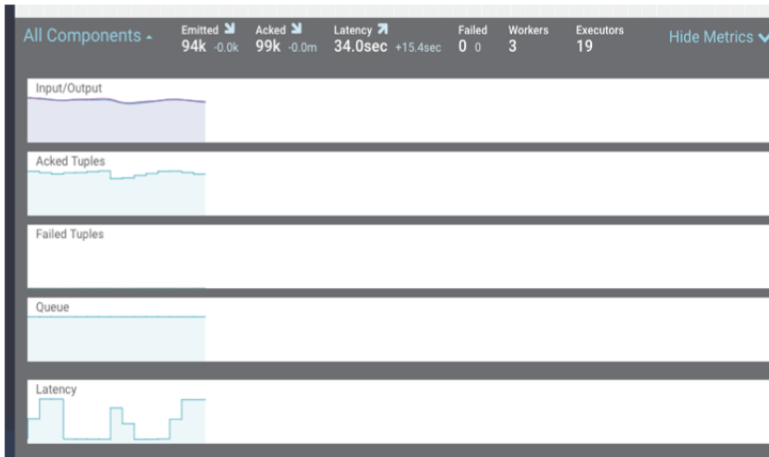 All Components
Emitted
94k -0.0k
Acked
99k -0.0m
Latency
34.0sec +15.4sec
Failed
0 0
Workers
3
Executors
19
Hide Metrics
Input/Output
Acked Tuples
Failed Tuples
Queue
Latency